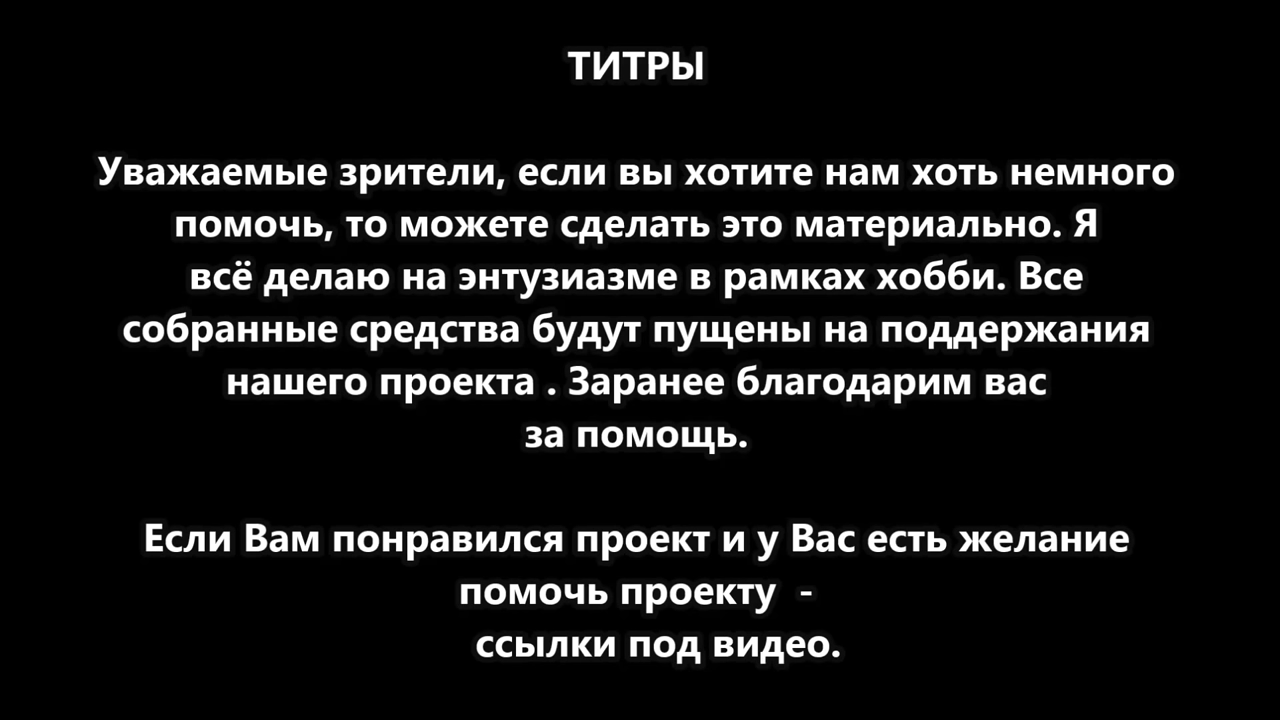 ТИТРЫ
Уважаемые зрители, если вы хотите нам хоть немного
помочь, то можете сделать это материально. Я
всё делаю на энтузиазме в рамках хобби. Все
собранные средства будут пущены на поддержания
нашего проекта . Заранее благодарим вас
за помощь.
Если Вам понравился проект и у Вас есть желание
помочь проекту  -
ссылки под видео.